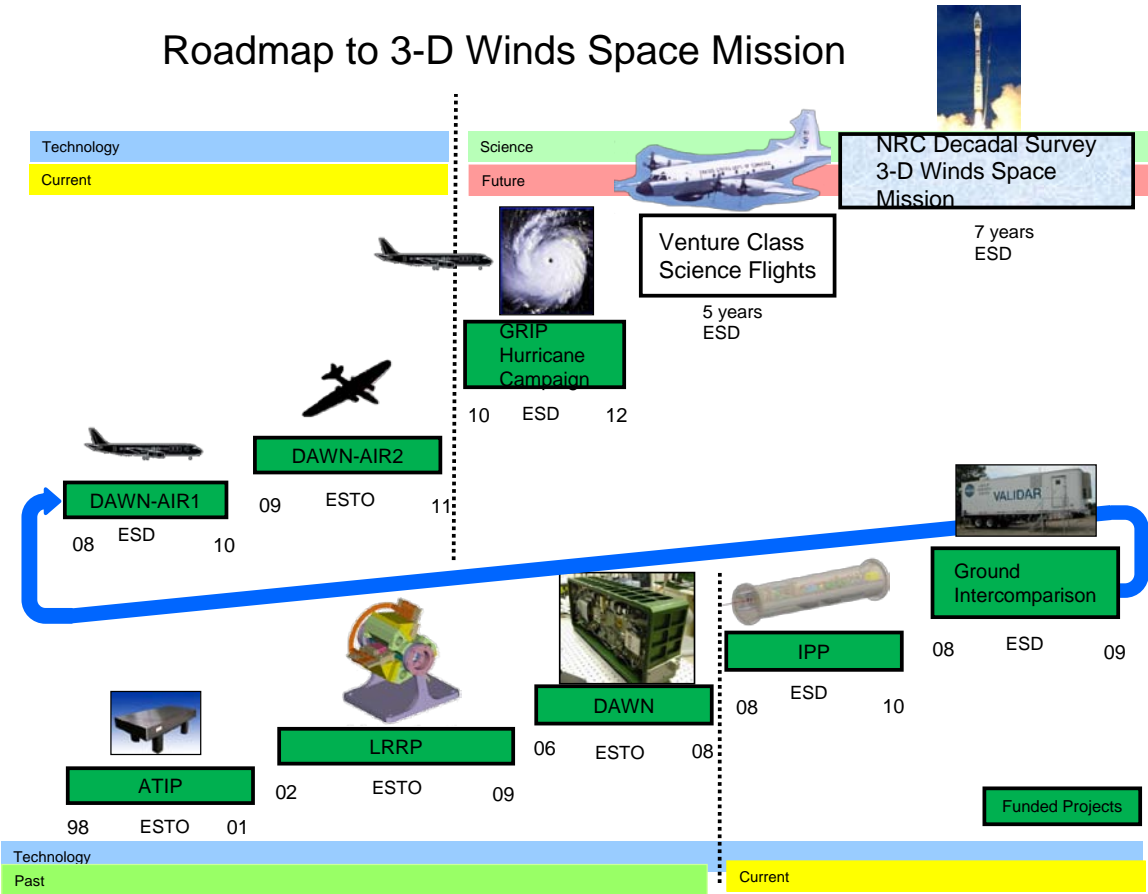 Roadmap to 3-D Winds Space Mission
Technology
Science
Current
Future
NRC Decadal Survey
3-D Winds Space
Mission
7 years
ESD
Venture Class
Science Flights
5 years
ESD
GRIP
Hurricane
Campaign
10 ESD 12
DAWN-AIR2
09 ESTO 11
DAWN-AIR1
08 ESD 10
VALIDAR
Ground
Intercomparison
08 ESD 09
IPP
08 ESD 10
DAWN
06 ESTO 08
LRRP
02 ESTO 09
ATIP
98 ESTO 01
Funded Projects
Technology
Past
Current